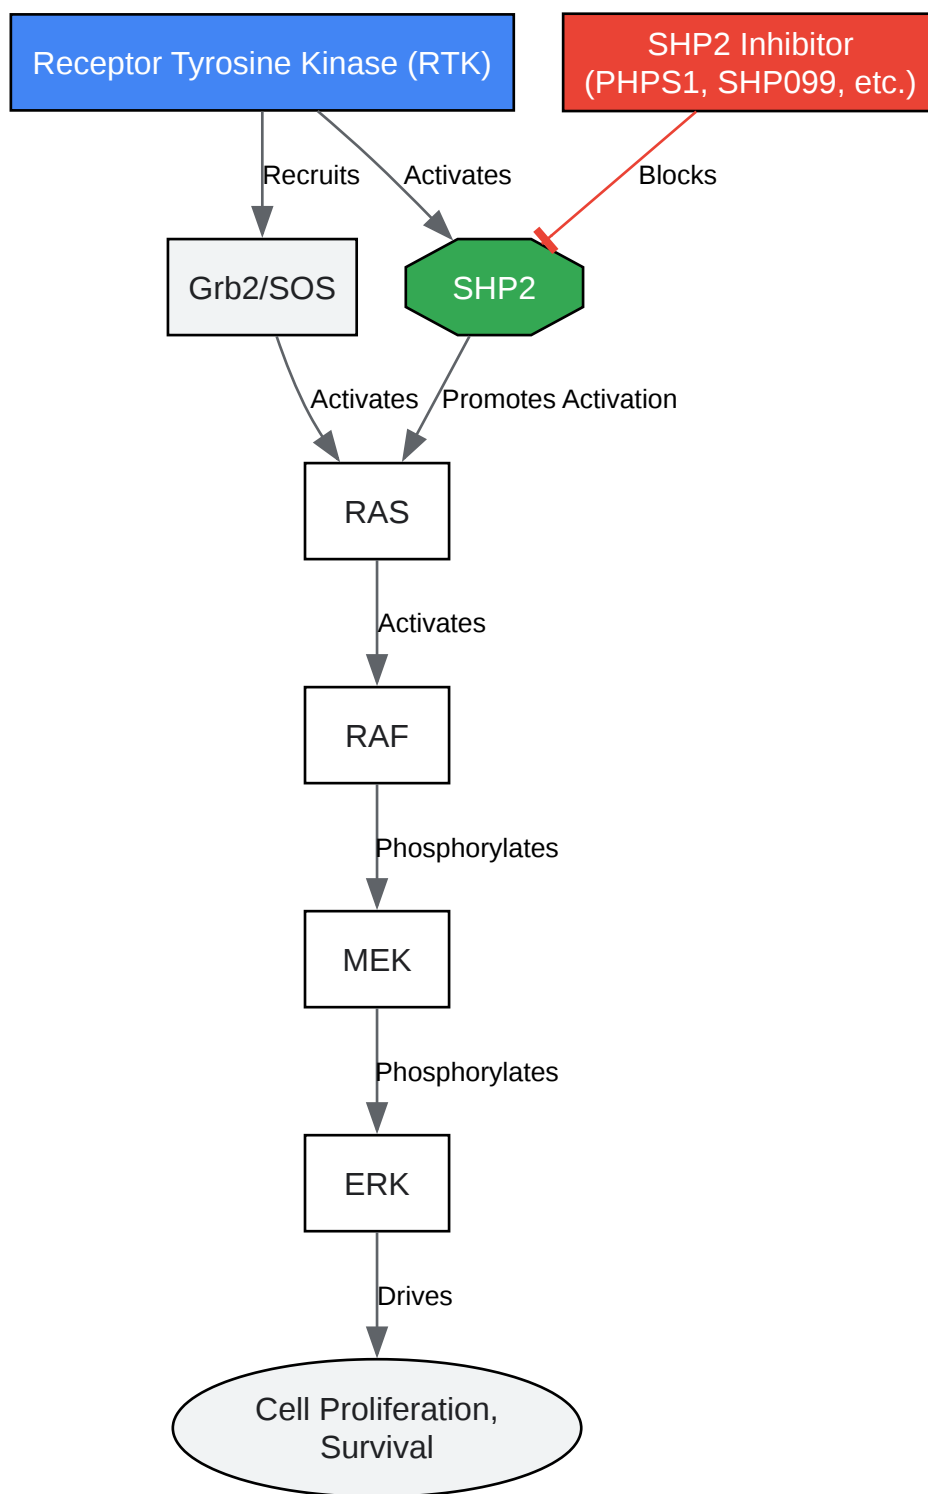 Receptor Tyrosine Kinase (RTK)
SHP2 Inhibitor
(PHPS1, SHP099, etc.)
Recruits
Activates
Blocks
Grb2/SOS
SHP2
Activates
Promotes Activation
RAS
Activates
RAF
Phosphorylates
MEK
Phosphorylates
ERK
Drives
Cell Proliferation,
Survival